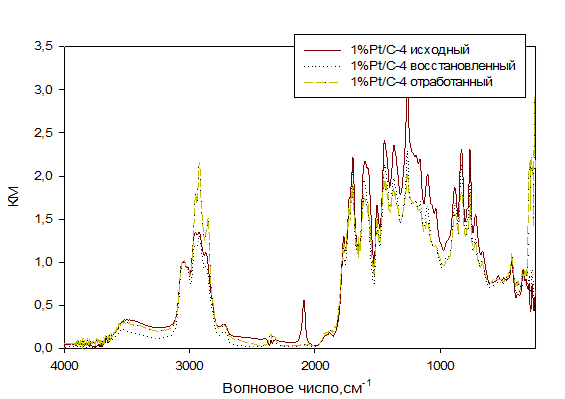 1%Pt/C-4 исходный
1%Pt/C-4 восстановленный
1%Pt/C-4 отработанный
3,5
3,0
2,5
2,0
1,5
1,0
0,5
0,0
КМ
4000 3000 2000 1000
Волновое число,см-1